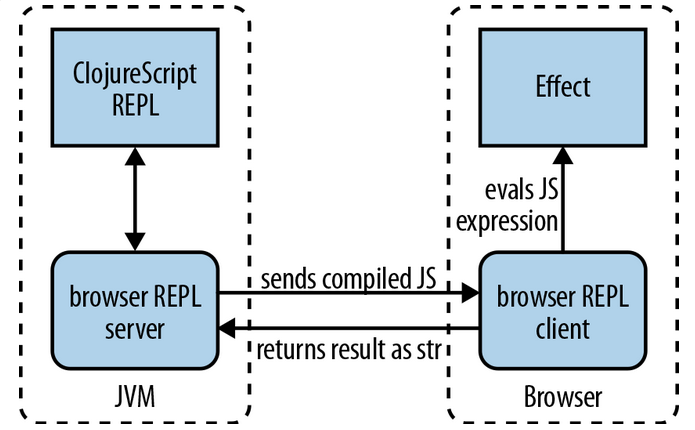 ClojureScript
REPL
Effect
evals JS
expression
browser REPL
server
sends compiled JS
returns result as str
browser REPL
client
JVM
Browser